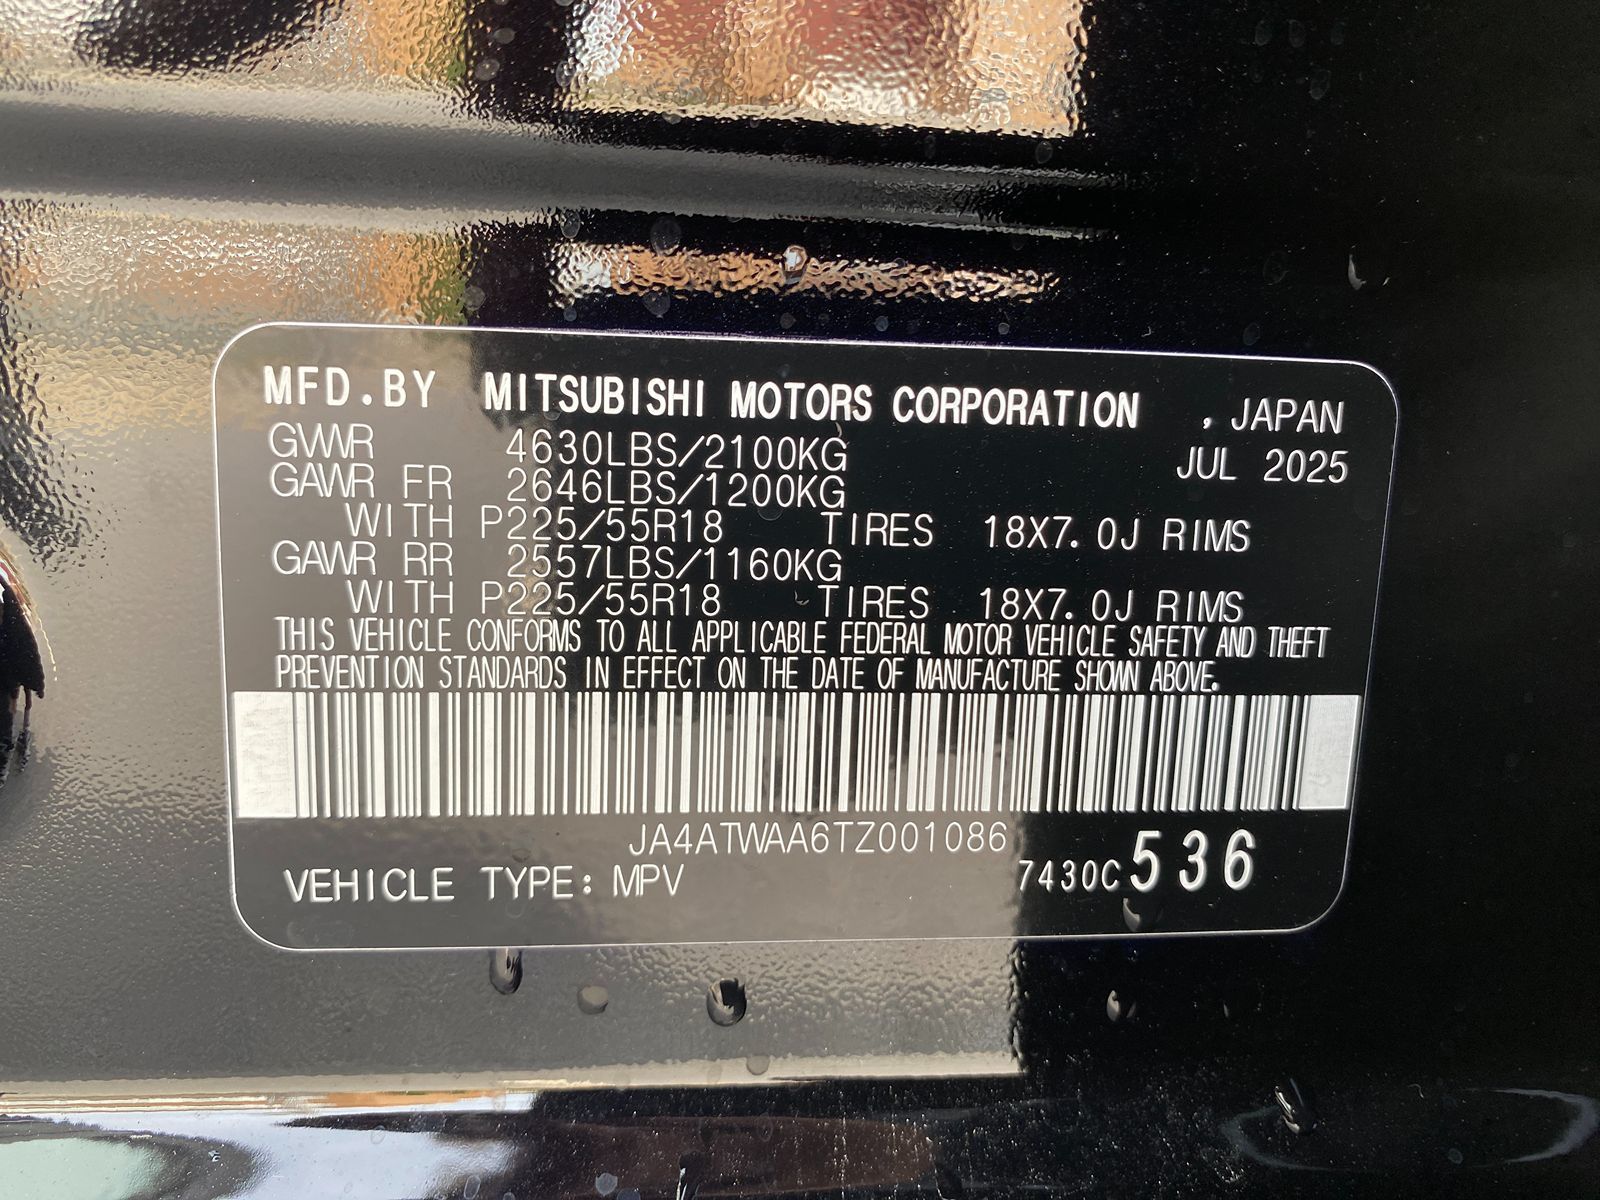 MFD.BY MITSUBISHI MOTORS CORPORATION , JAPAN
GVWR 4630LBS/2100KG JUL 2025
GAWR FR 2646LBS/1200KG
WITH P225/55R18 TIRES 18X7.0J RIMS
GAWR RR 2557LBS/1160KG
WITH P225/55R18 TIRES 18X7.0J RIMS
THIS VEHICLE CONFORMS TO ALL APPLICABLE FEDERAL MOTOR VEHICLE SAFETY AND THEFT
PREVENTION STANDARDS IN EFFECT ON THE DATE OF MANUFACTURE SHOWN ABOVE.
JA4ATWAA6TZ001086
VEHICLE TYPE: MPV 7430C 536